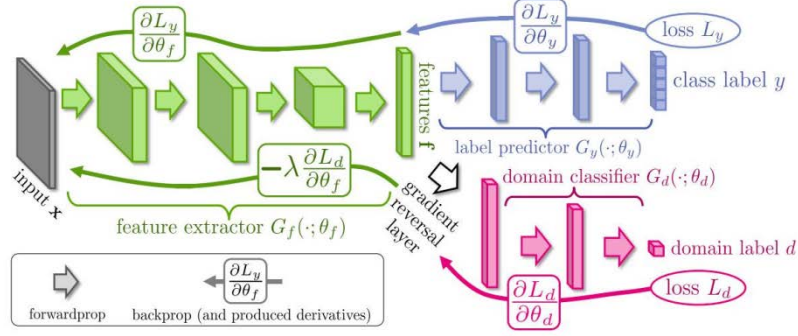 ∂L_y/∂θ_f
∂L_y/∂θ_y
loss L_y
features f
class label y
label predictor G_y(·;θ_y)
input x
−λ ∂L_d/∂θ_f
feature extractor G_f(·;θ_f)
gradient
reversal
layer
domain classifier G_d(·;θ_d)
domain label d
∂L_d/∂θ_d
loss L_d
forwardprop
∂L_y/∂θ_f
backprop (and produced derivatives)